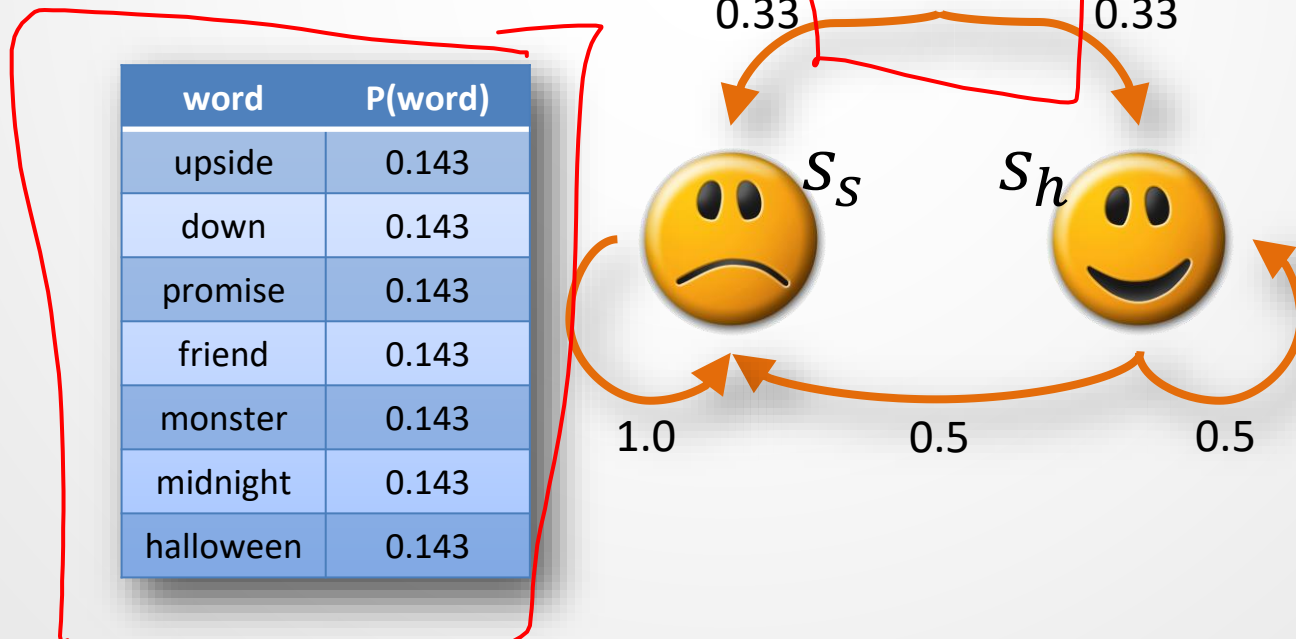 0.33 0.33
word P(word)
upside 0.143
down 0.143
promise 0.143
friend 0.143
monster 0.143
midnight 0.143
halloween 0.143
s_s s_h
1.0 0.5 0.5